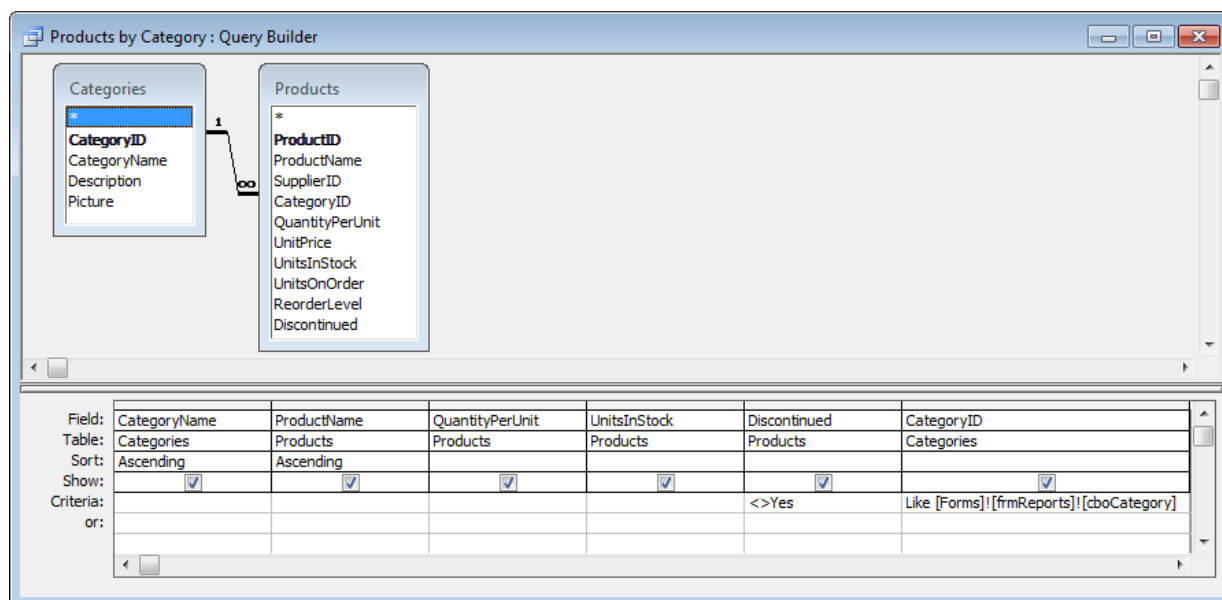 Products by Category : Query Builder
Categories
*
CategoryID
CategoryName
Description
Picture
1
∞
Products
*
ProductID
ProductName
SupplierID
CategoryID
QuantityPerUnit
UnitPrice
UnitsInStock
UnitsOnOrder
ReorderLevel
Discontinued
Field: CategoryName ProductName QuantityPerUnit UnitsInStock Discontinued CategoryID
Table: Categories Products Products Products Products Categories
Sort: Ascending Ascending
Show:
Criteria: <>Yes Like [Forms]![frmReports]![cboCategory]
or: